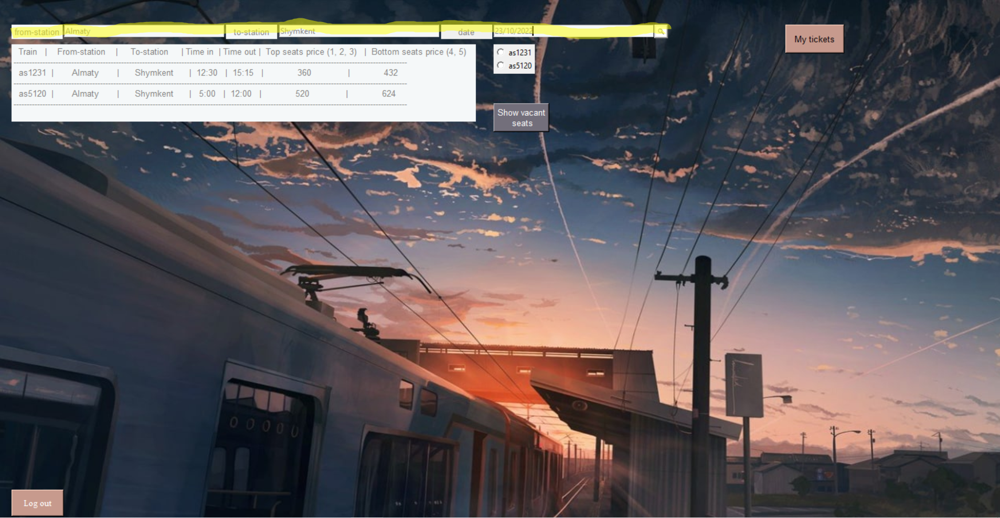 from-station Almaty to-station Shymkent date 23/10/2022
My tickets
Train | From-station | To-station | Time in | Time out | Top seats price (1, 2, 3) | Bottom seats price (4, 5)
as1231 | Almaty | Shymkent | 12:30 | 15:15 | 360 | 432
as5120 | Almaty | Shymkent | 5:00 | 12:00 | 520 | 624
as1231
as5120
Show vacant
seats
Log out